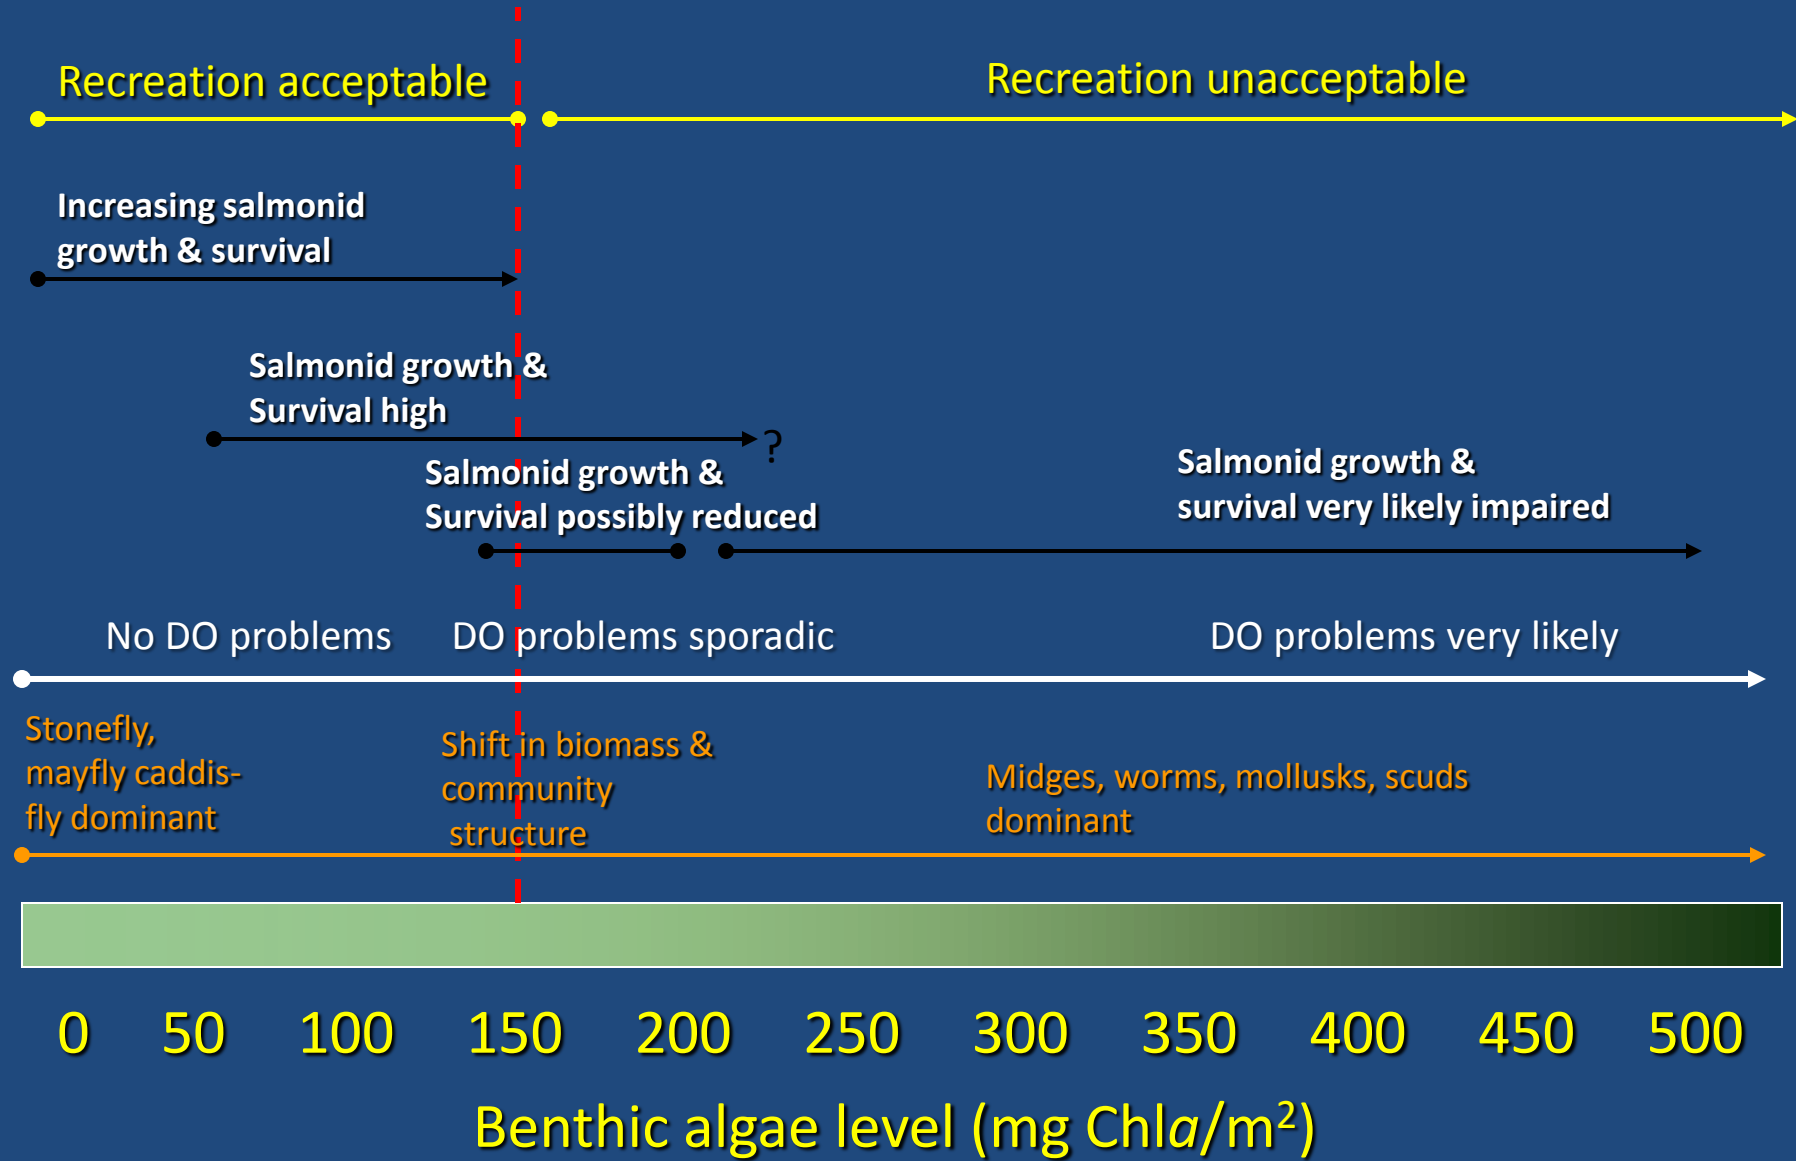 Recreation acceptable
Recreation unacceptable
Increasing salmonid
growth & survival
Salmonid growth &
Survival high
?
Salmonid growth &
Survival possibly reduced
Salmonid growth &
survival very likely impaired
No DO problems
DO problems sporadic
DO problems very likely
Stonefly,
mayfly caddis-
fly dominant
Shift in biomass &
community
structure
Midges, worms, mollusks, scuds
dominant
0 50 100 150 200 250 300 350 400 450 500
Benthic algae level (mg Chla/m²)